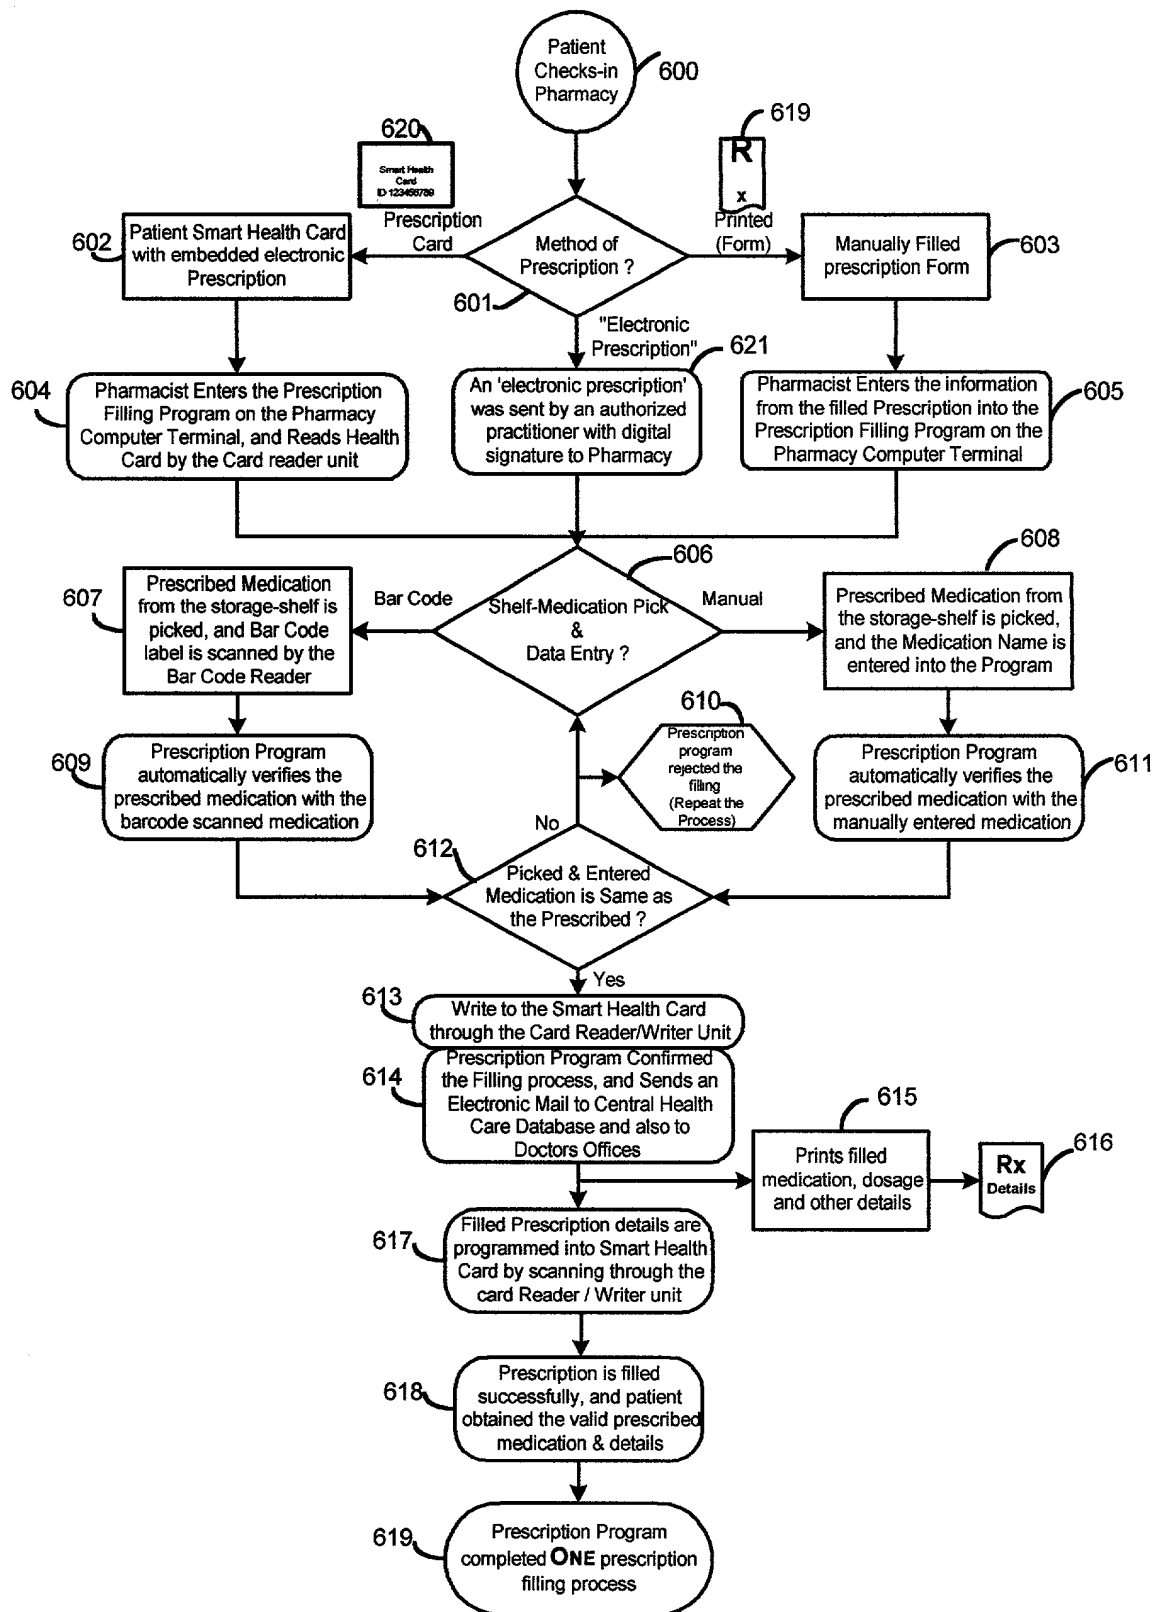 Patient
Checks-in
Pharmacy
600
620
Smart Health
Card
ID 123456789
619
R
x
Prescription
Card
Printed
(Form)
602
Patient Smart Health Card
with embedded electronic
Prescription
Method of
Prescription ?
601
Manually Filled
prescription Form
603
"Electronic
Prescription"
621
604
Pharmacist Enters the Prescription
Filling Program on the Pharmacy
Computer Terminal, and Reads Health
Card by the Card reader unit
An 'electronic prescription'
was sent by an authorized
practitioner with digital
signature to Pharmacy
Pharmacist Enters the information
from the filled Prescription into the
Prescription Filling Program on the
Pharmacy Computer Terminal
605
606
608
607
Prescribed Medication
from the storage-shelf is
picked, and Bar Code
label is scanned by the
Bar Code Reader
Bar Code
Shelf-Medication Pick
&
Data Entry ?
Manual
Prescribed Medication from
the storage-shelf is picked,
and the Medication Name is
entered into the Program
610
Prescription
program
rejected the
filling
(Repeat the
Process)
609
Prescription Program
automatically verifies the
prescribed medication with the
barcode scanned medication
Prescription Program
automatically verifies the
prescribed medication with the
manually entered medication
611
No
612
Picked & Entered
Medication is Same as
the Prescribed ?
Yes
613
Write to the Smart Health Card
through the Card Reader/Writer Unit
614
Prescription Program Confirmed
the Filling process, and Sends an
Electronic Mail to Central Health
Care Database and also to
Doctors Offices
615
Prints filled
medication, dosage
and other details
Rx
Details
616
617
Filled Prescription details are
programmed into Smart Health
Card by scanning through the
card Reader / Writer unit
618
Prescription is filled
successfully, and patient
obtained the valid prescribed
medication & details
619
Prescription Program
completed ONE prescription
filling process